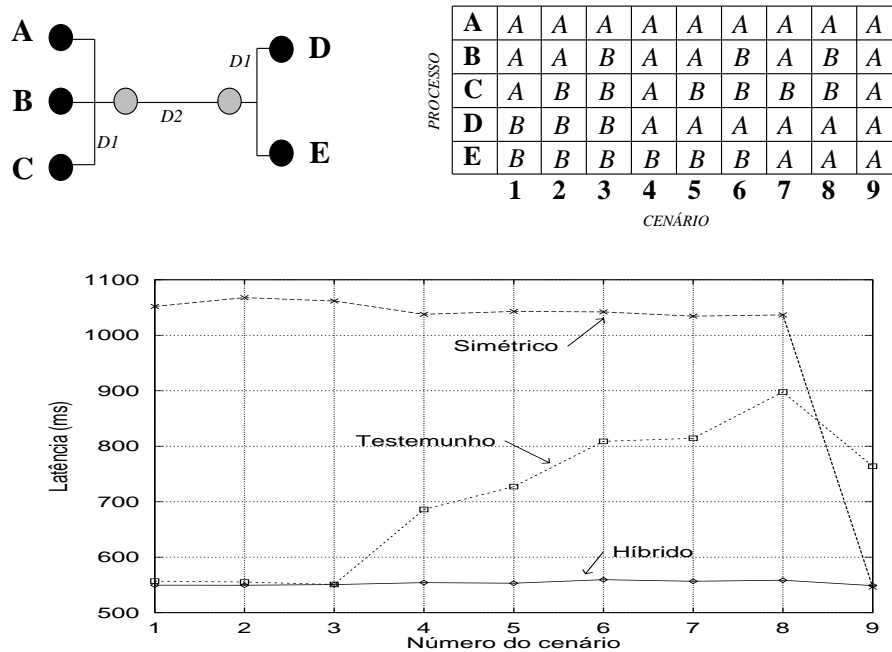 A
B
C
D
E
D1
D2
D1
PROCESSO
A A A A A A A A A A
B A A B A A B A B A
C A B B A B B B B A
D B B B A A A A A A
E B B B B B B A A A
1 2 3 4 5 6 7 8 9
CENÁRIO
1100
1000
900
800
700
600
500
Latência (ms)
Simétrico
Testemunho
Híbrido
1 2 3 4 5 6 7 8 9
Número do cenário